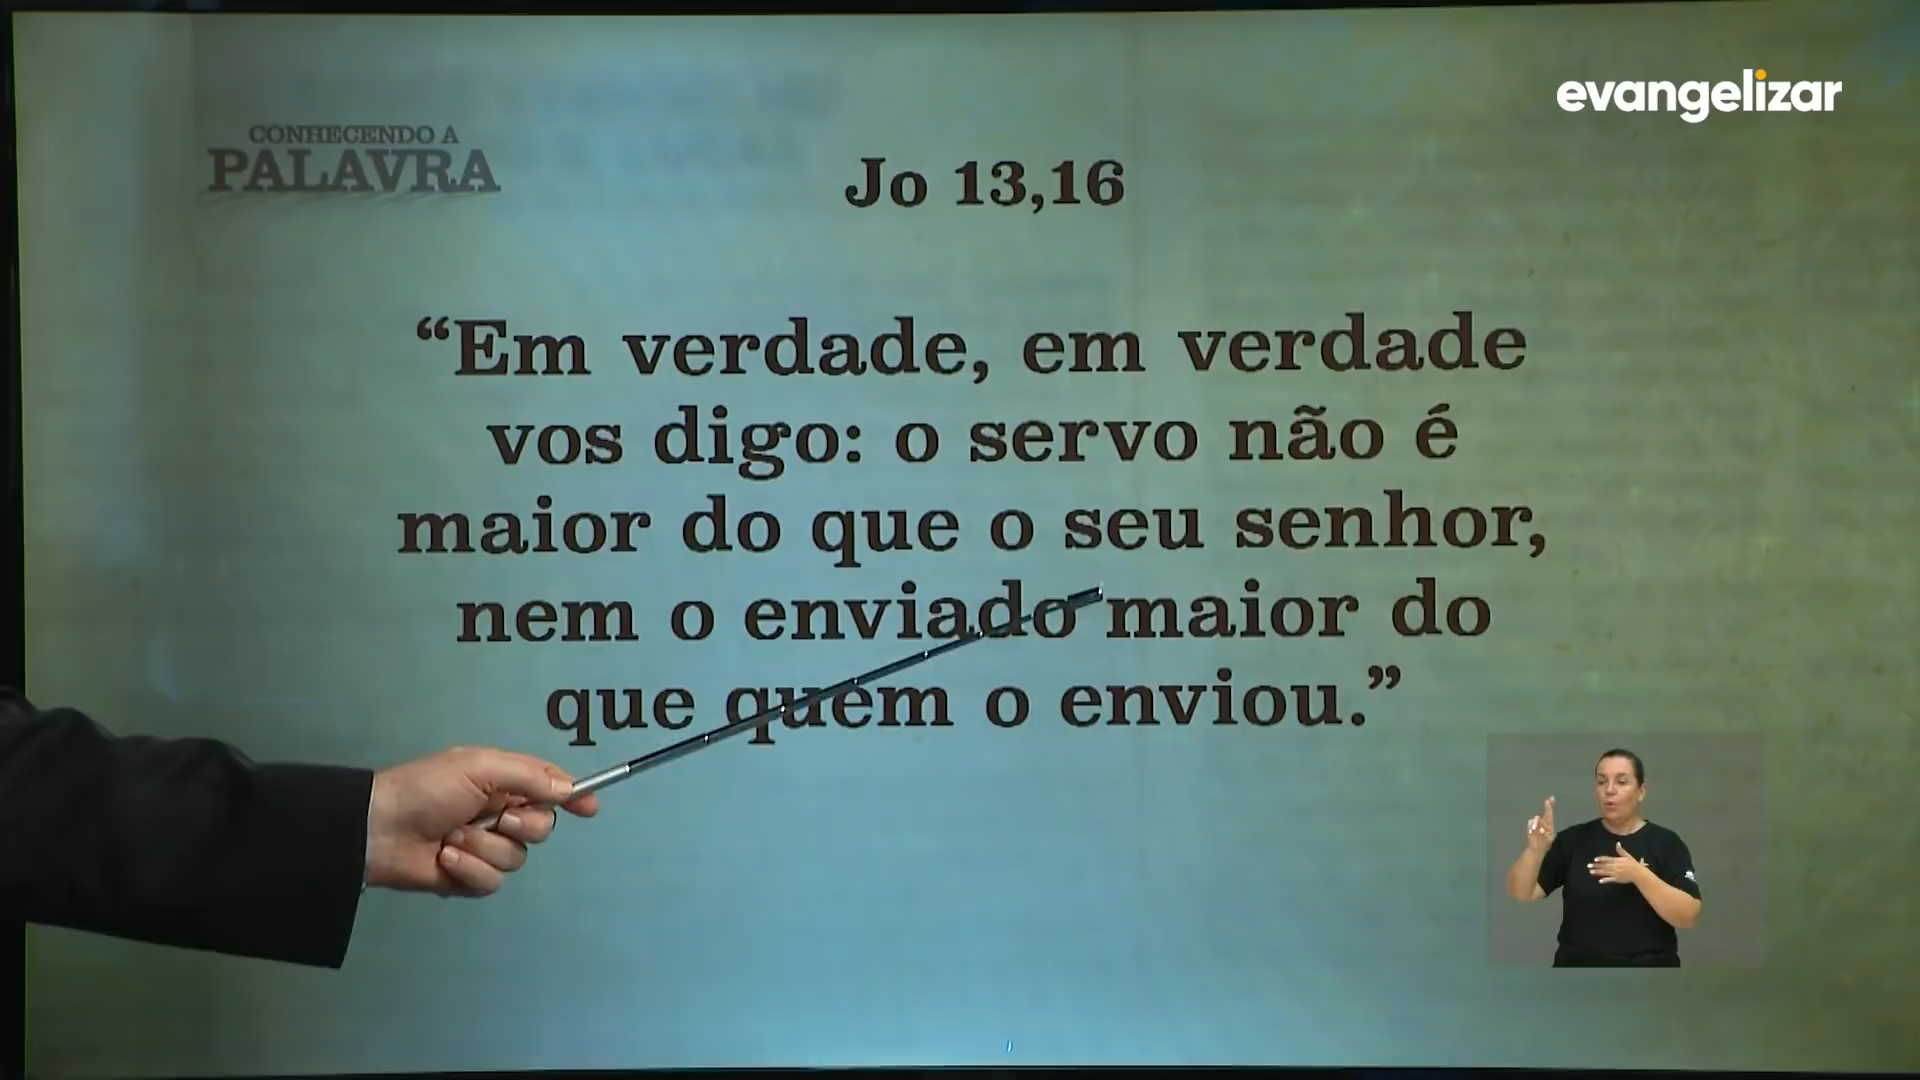 evangelizar
CONHECENDO A
PALAVRA
Jo 13,16
“Em verdade, em verdade
vos digo: o servo não é
maior do que o seu senhor,
nem o enviado maior do
que quem o enviou.”